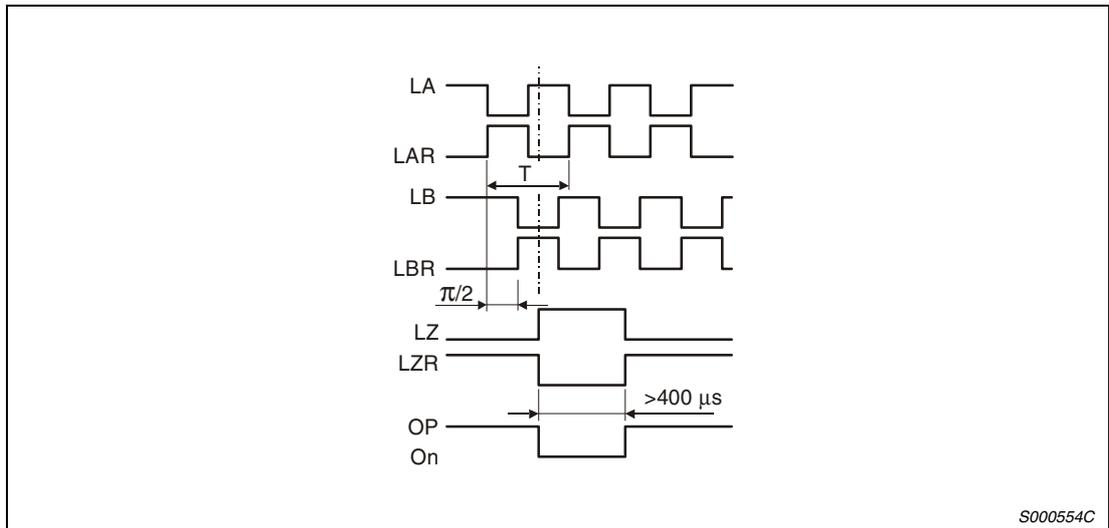 LA
LAR
T
LB
LBR
π/2
LZ
LZR
>400 μs
OP
On
S000554C